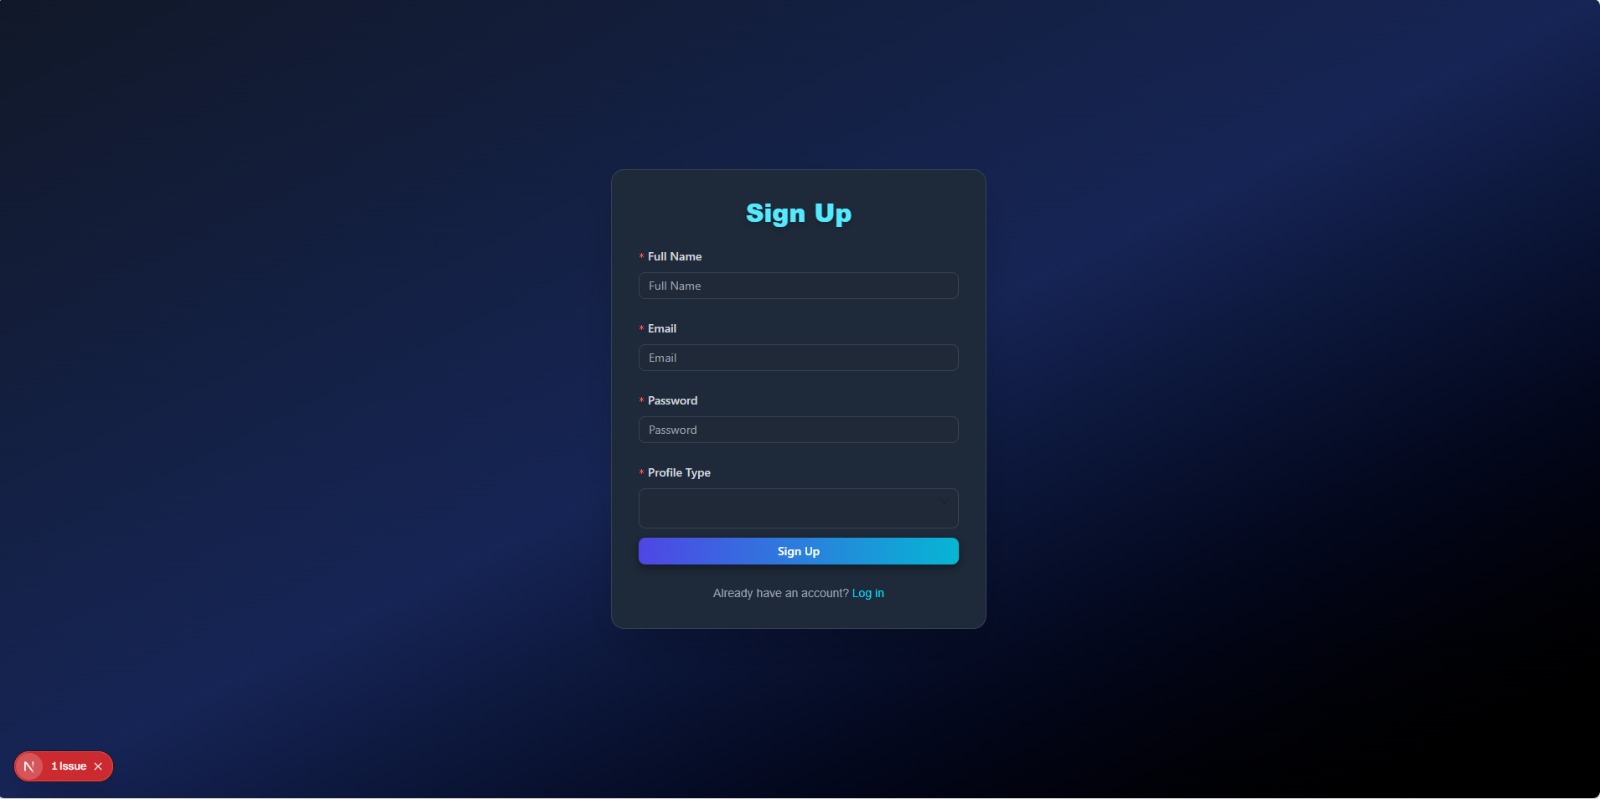 Sign Up
* Full Name
Full Name
* Email
Email
* Password
Password
* Profile Type
Sign Up
Already have an account? Log in
N 1 Issue ×